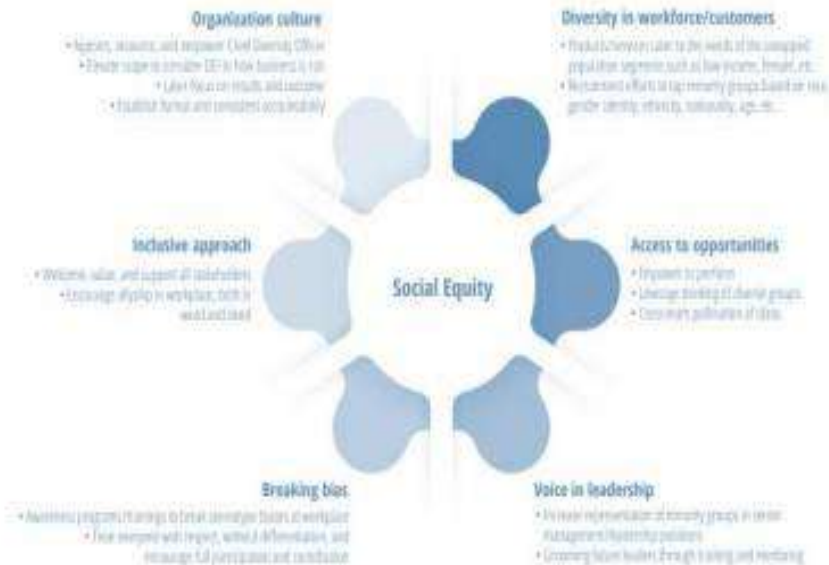 Organization culture
• Appoint, resource, and empower Chief Diversity Officer
• Elevate scope to consider DEI in how business is run
• Laser focus on results and outcome
• Establish formal and consistent accountability
Diversity in workforce/customers
• Products/services cater to the needs of the untapped
population segments such as low income, female, etc.
• Recruitment efforts to tap minority groups based on race,
gender identity, ethnicity, nationality, age, etc.
Inclusive approach
• Welcome, value, and support all stakeholders
• Encourage allyship in workplace, both in
word and deed
Social Equity
Access to opportunities
• Empower to perform
• Leverage thinking of diverse groups
• Cross team pollination of ideas
Breaking bias
• Awareness programs/trainings to break stereotype biases at workplace
• Treat everyone with respect, without differentiation, and
encourage full participation and contribution
Voice in leadership
• Increase representation of minority groups in senior
management/leadership positions
• Grooming future leaders through training and mentoring